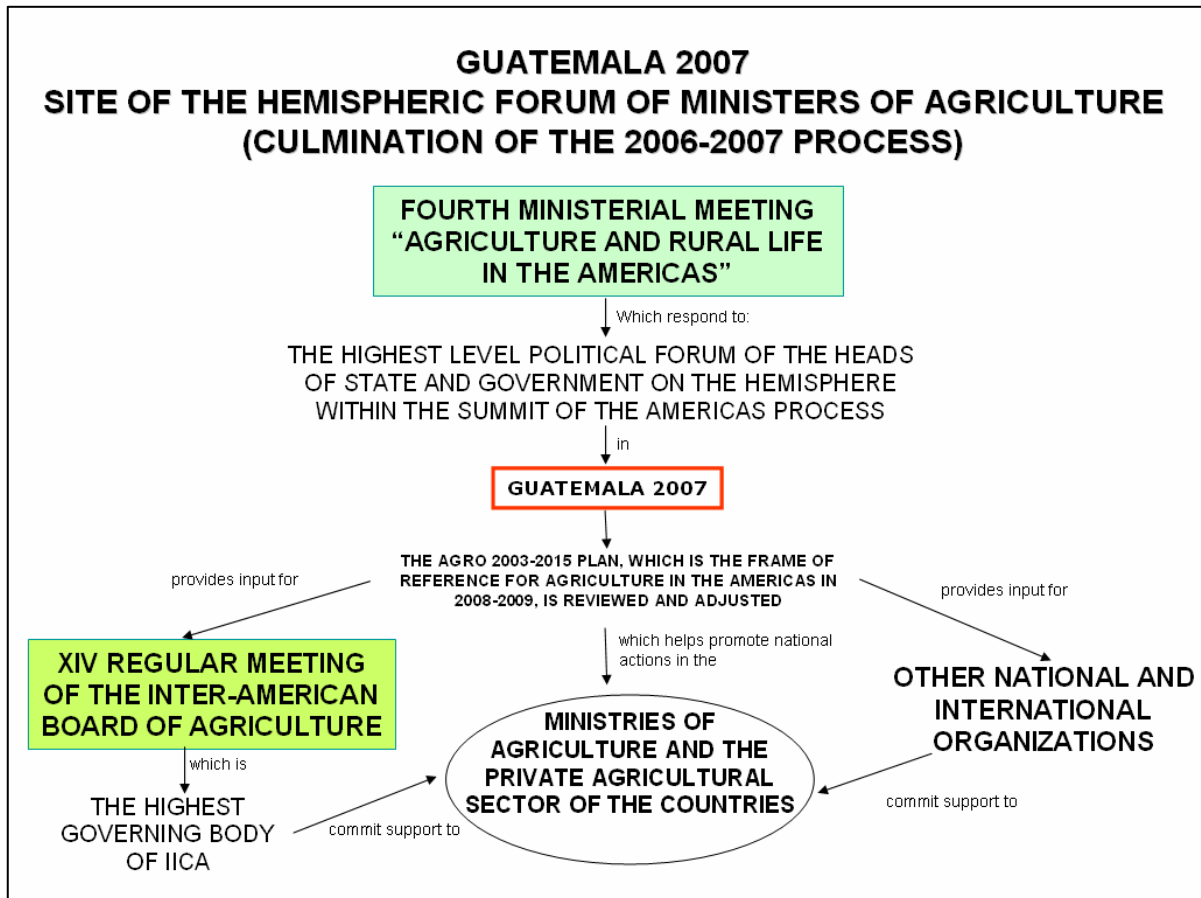 GUATEMALA 2007
SITE OF THE HEMISPHERIC FORUM OF MINISTERS OF AGRICULTURE
(CULMINATION OF THE 2006-2007 PROCESS)
FOURTH MINISTERIAL MEETING
“AGRICULTURE AND RURAL LIFE
IN THE AMERICAS”
Which respond to:
THE HIGHEST LEVEL POLITICAL FORUM OF THE HEADS
OF STATE AND GOVERNMENT ON THE HEMISPHERE
WITHIN THE SUMMIT OF THE AMERICAS PROCESS
in
GUATEMALA 2007
THE AGRO 2003-2015 PLAN, WHICH IS THE FRAME OF
REFERENCE FOR AGRICULTURE IN THE AMERICAS IN
2008-2009, IS REVIEWED AND ADJUSTED
provides input for
provides input for
which helps promote national
actions in the
XIV REGULAR MEETING
OF THE INTER-AMERICAN
BOARD OF AGRICULTURE
which is
THE HIGHEST
GOVERNING BODY
OF IICA
commit support to
MINISTRIES OF
AGRICULTURE AND THE
PRIVATE AGRICULTURAL
SECTOR OF THE COUNTRIES
OTHER NATIONAL AND
INTERNATIONAL
ORGANIZATIONS
commit support to